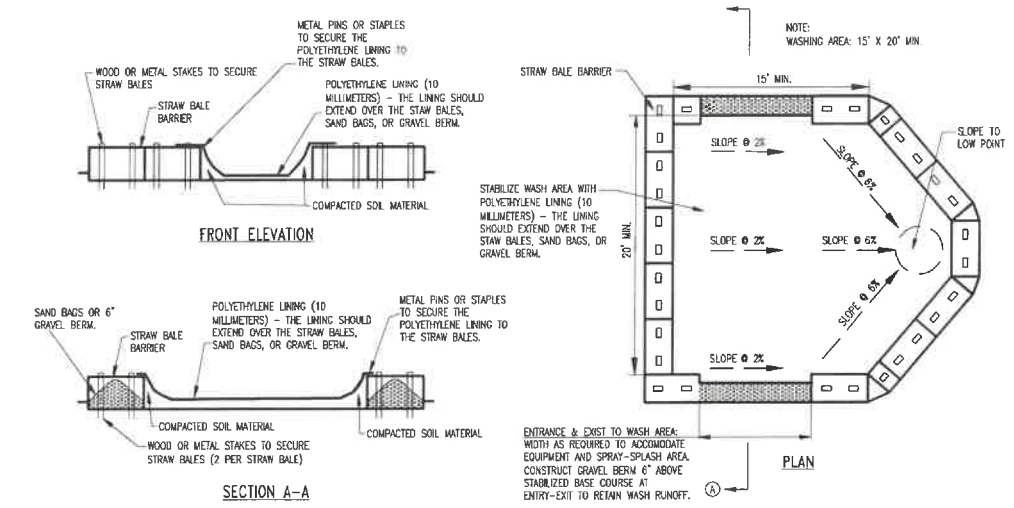 METAL PINS OR STAPLES
TO SECURE THE
POLYETHYLENE LINING TO
THE STRAW BALES.
WOOD OR METAL STAKES TO SECURE
STRAW BALES
STRAW BALE
BARRIER
POLYETHYLENE LINING (10
MILLIMETERS) - THE LINING SHOULD
EXTEND OVER THE STAW BALES,
SAND BAGS, OR GRAVEL BERM.
COMPACTED SOIL MATERIAL
FRONT ELEVATION
SAND BAGS OR 6"
GRAVEL BERM.
STRAW BALE
BARRIER
POLYETHYLENE LINING (10
MILLIMETERS) - THE LINING SHOULD
EXTEND OVER THE STRAW BALES,
SAND BAGS, OR GRAVEL BERM.
METAL PINS OR STAPLES
TO SECURE THE
POLYETHYLENE LINING TO
THE STRAW BALES.
COMPACTED SOIL MATERIAL
COMPACTED SOIL MATERIAL
WOOD OR METAL STAKES TO SECURE
STRAW BALES (2 PER STRAW BALE)
SECTION A-A
NOTE:
WASHING AREA: 15' X 20' MIN.
STRAW BALE BARRIER
15' MIN.
SLOPE @ 2%
SLOPE @ 6%
SLOPE TO
LOW POINT
STABILIZE WASH AREA WITH
POLYETHYLENE LINING (10
MILLIMETERS) - THE LINING
SHOULD EXTEND OVER THE
STAW BALES, SAND BAGS, OR
GRAVEL BERM.
20' MIN.
SLOPE @ 2%
SLOPE @ 6%
SLOPE @ 6%
SLOPE @ 2%
ENTRANCE & EXIST TO WASH AREA:
WIDTH AS REQUIRED TO ACCOMODATE
EQUIPMENT AND SPRAY-SPLASH AREA.
CONSTRUCT GRAVEL BERM 6" ABOVE
STABILIZED BASE COURSE AT
ENTRY-EXIT TO RETAIN WASH RUNOFF.
A
PLAN